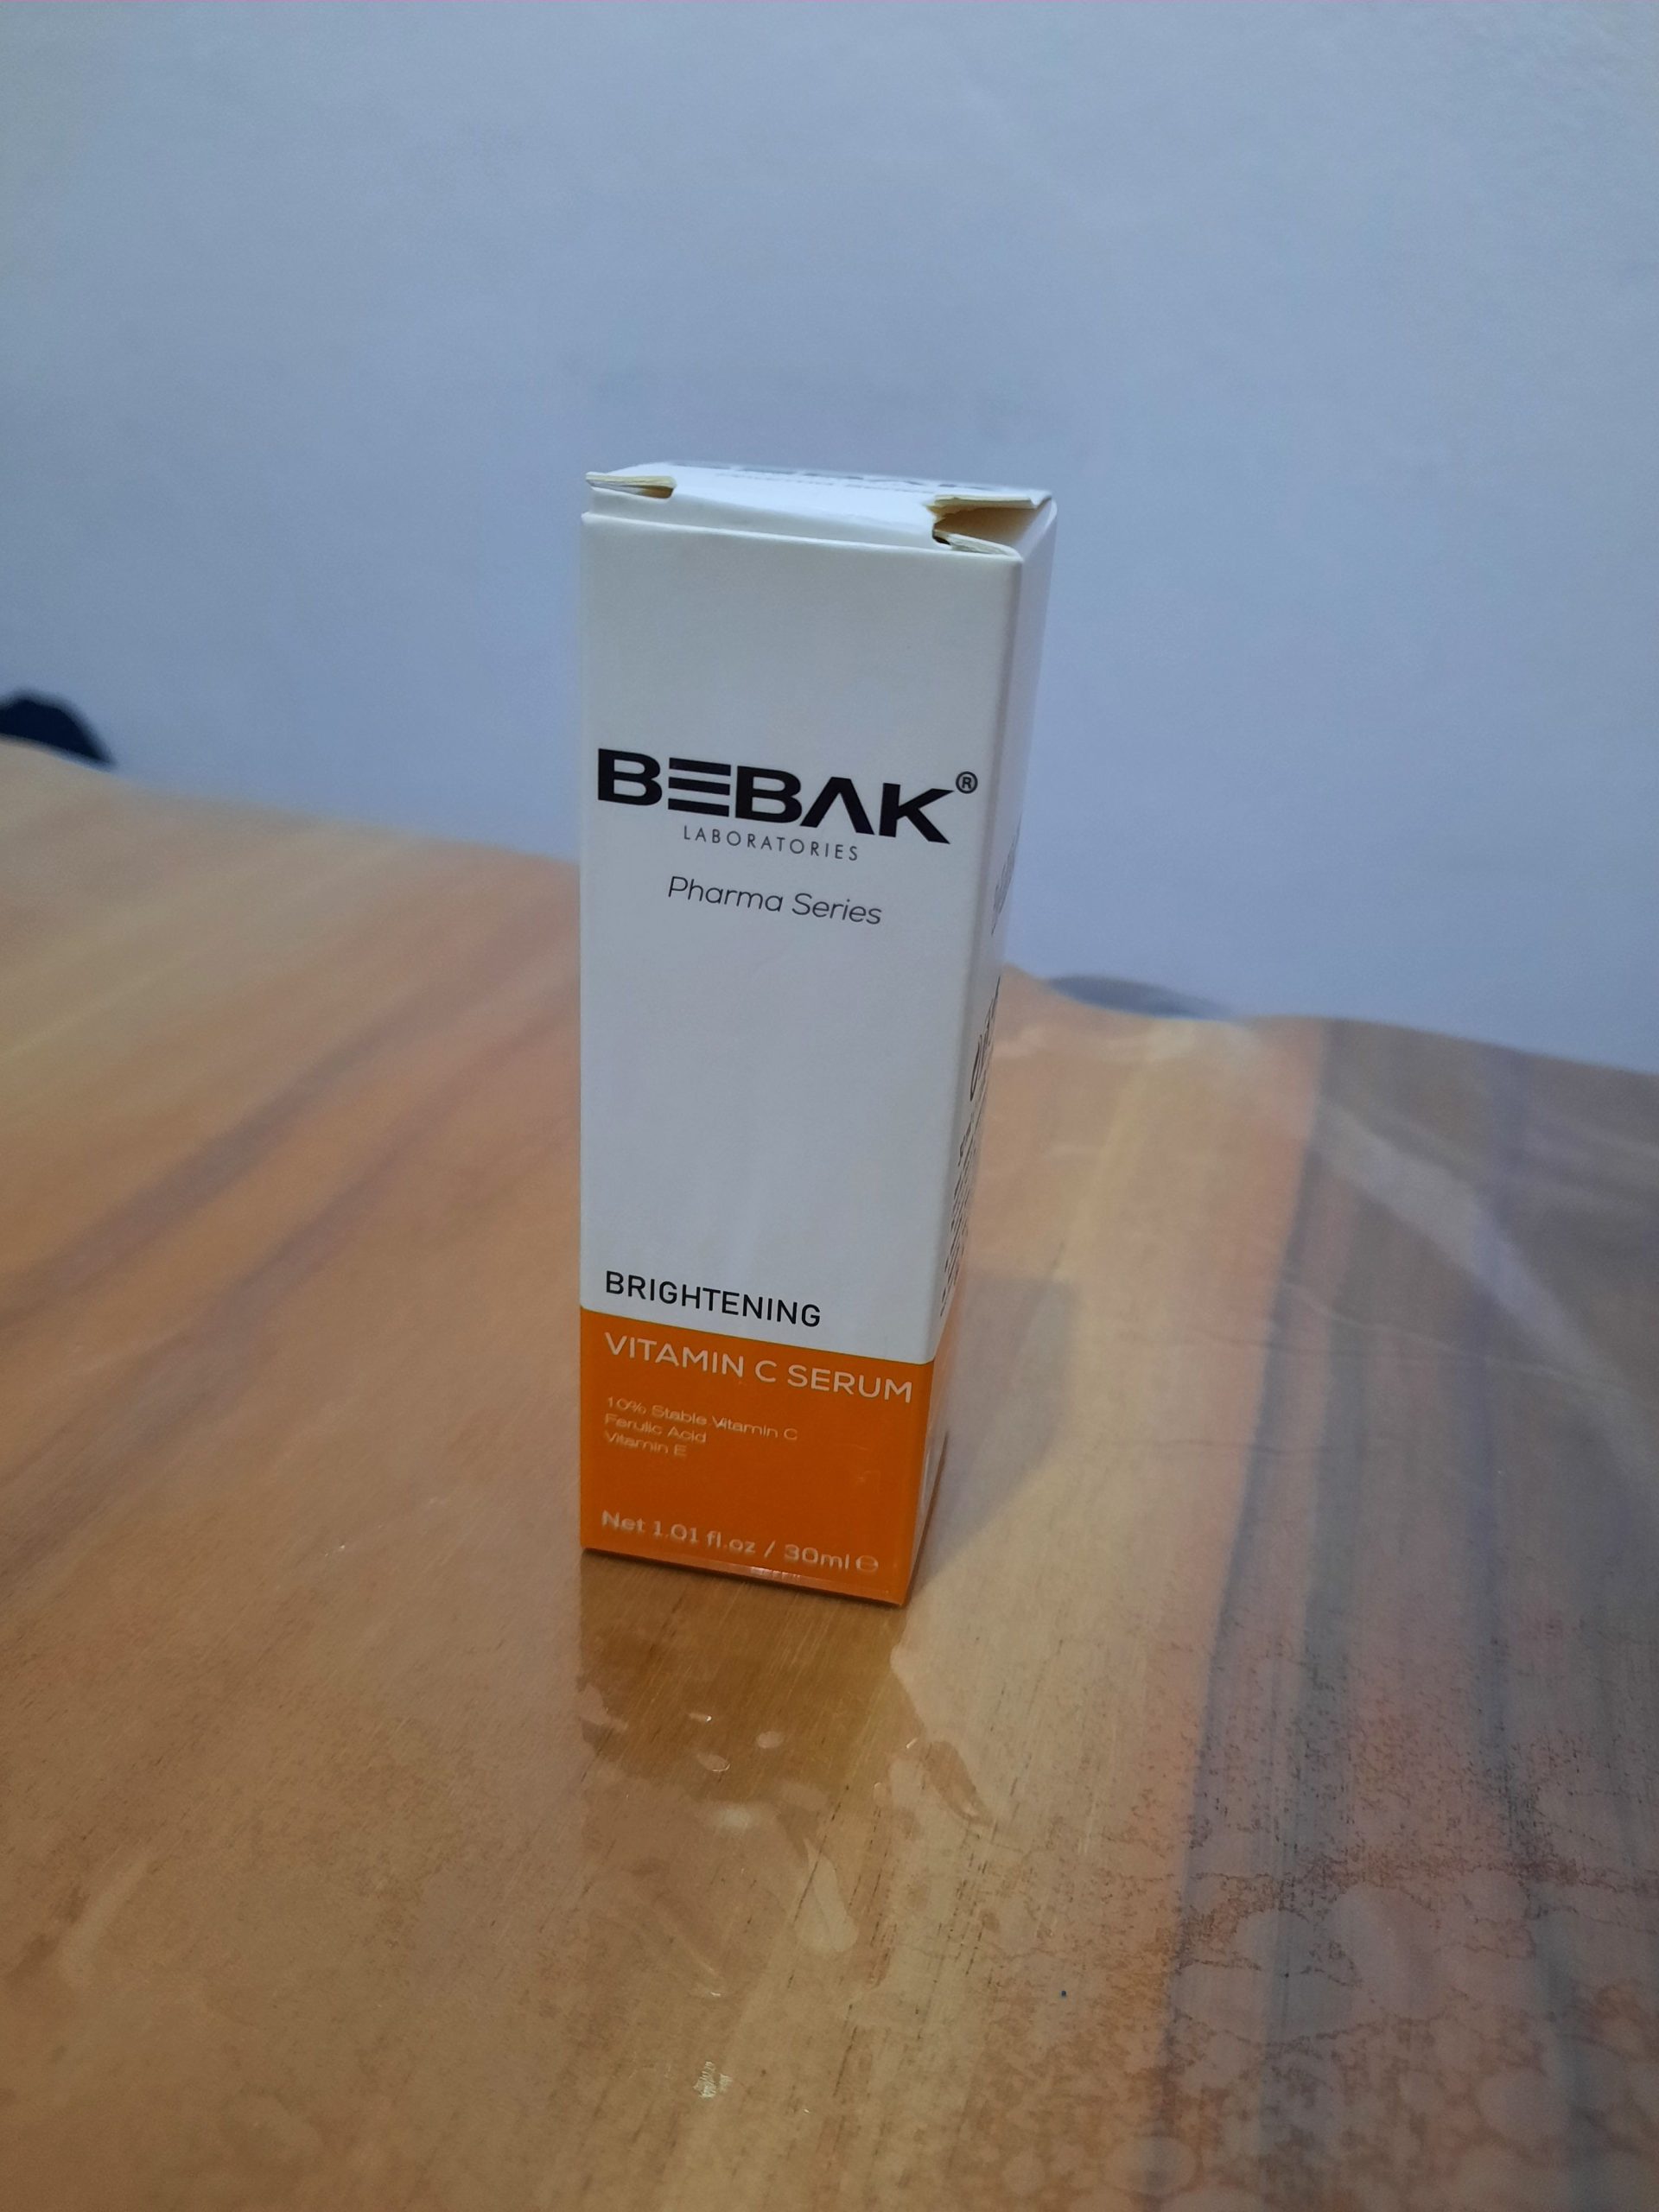 BEBAK®
LABORATORIES
Pharma Series
BRIGHTENING
VITAMIN C SERUM
10% Stable Vitamin C
Ferulic Acid
Vitamin E
Net 1.01 fl.oz / 30ml ℮